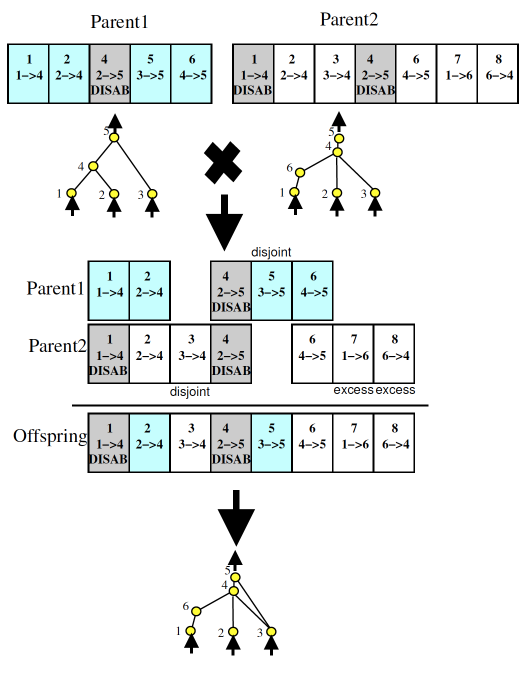 Parent1
Parent2
1 2 4 5 6
1->4 2->4 2->5 3->5 4->5
DISAB
1 2 3 4 6 7 8
1->4 2->4 3->4 2->5 4->5 1->6 6->4
DISAB DISAB
5
4
1 2 3
5
4
6
1 2 3
disjoint
Parent1
1 2 4 5 6
1->4 2->4 2->5 3->5 4->5
DISAB
Parent2
1 2 3 4 6 7 8
1->4 2->4 3->4 2->5 4->5 1->6 6->4
DISAB DISAB
disjoint
excess excess
Offspring
1 2 3 4 5 6 7 8
1->4 2->4 3->4 2->5 3->5 4->5 1->6 6->4
DISAB DISAB
5
4
6
1 2 3